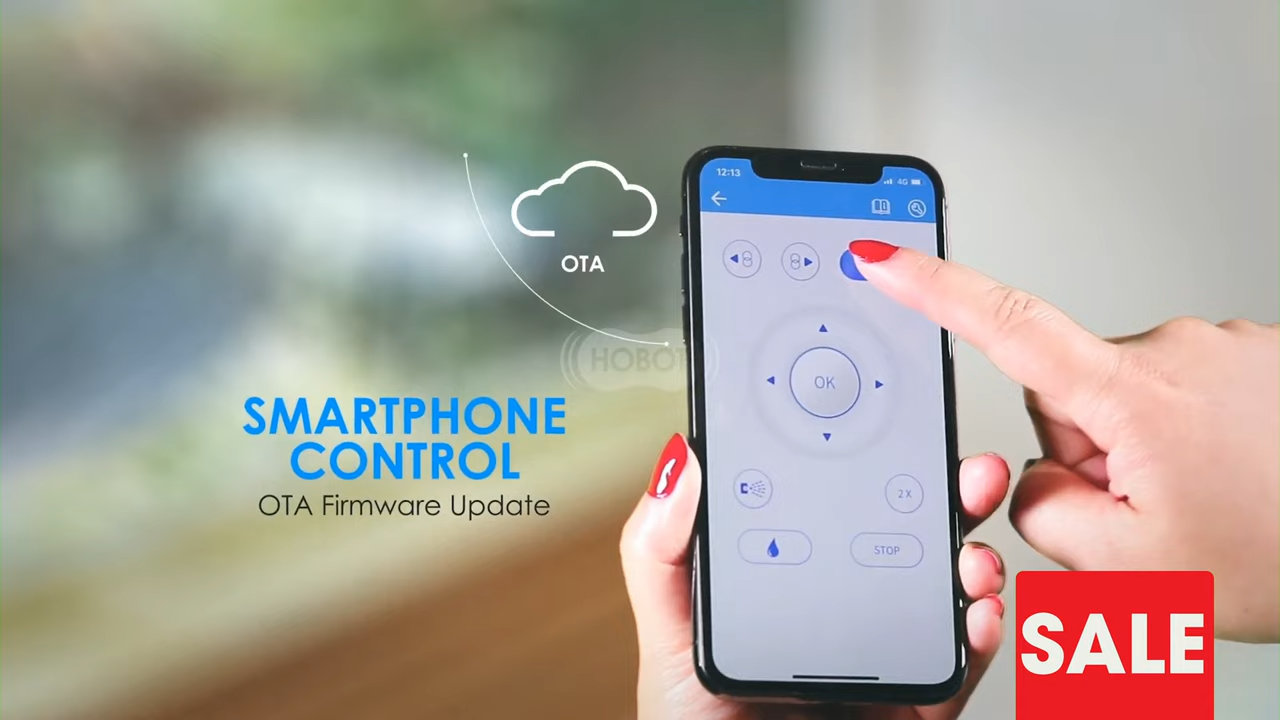 12:13
4G
OTA
HOBOT
OK
SMARTPHONE
CONTROL
OTA Firmware Update
2X
STOP
SALE